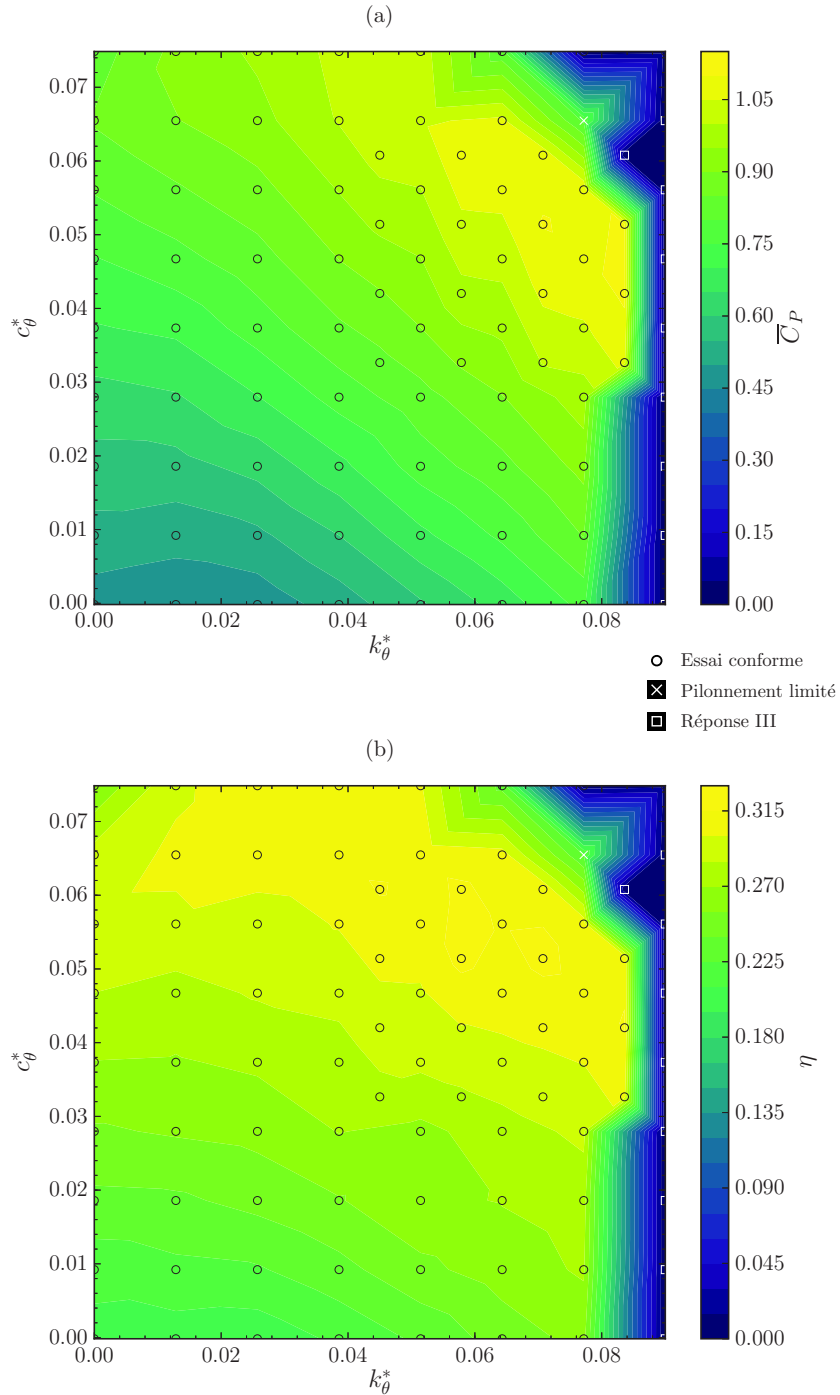 (a)
0.07
0.06
0.05
0.04
0.03
0.02
0.01
0.00
c*θ
0.00 0.02 0.04 0.06 0.08
k*θ
1.05
0.90
0.75
0.60
0.45
0.30
0.15
0.00
C̅P
Essai conforme
Pilonnement limité
Réponse III
(b)
0.07
0.06
0.05
0.04
0.03
0.02
0.01
0.00
c*θ
0.00 0.02 0.04 0.06 0.08
k*θ
0.315
0.270
0.225
0.180
0.135
0.090
0.045
0.000
η